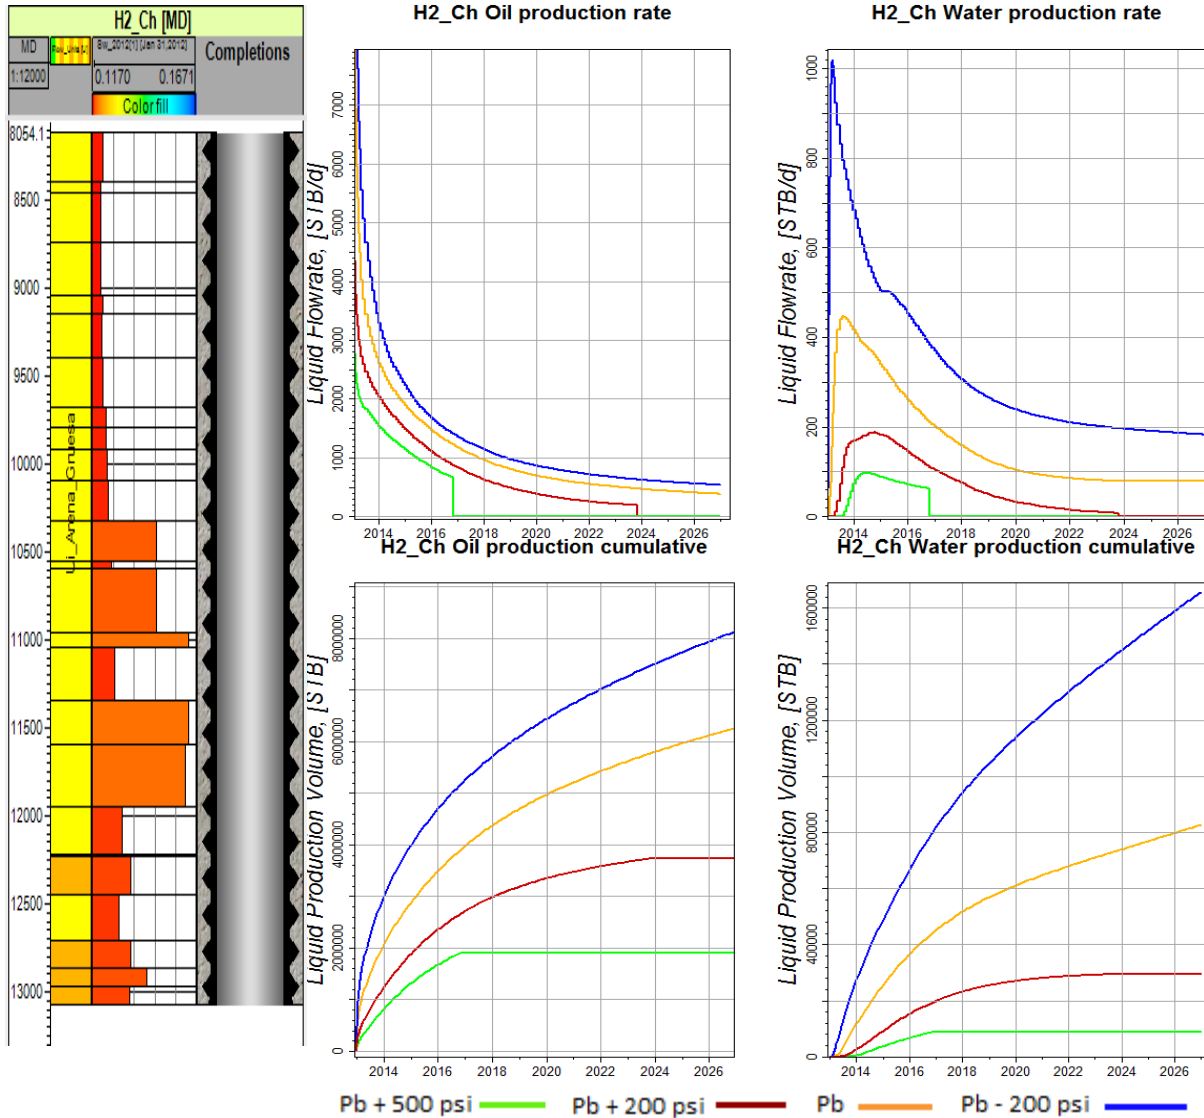 H2_Ch [MD]
MD
Sw_2012[1] [Jan 31,2012]
Completions
1:12000
0.1170 0.1671
Color fill
8054.1
8500
9000
9500
10000
10500
11000
11500
12000
12500
13000
Ui_Arena_Gruesa
H2_Ch Oil production rate
Liquid Flowrate, [STB/d]
7000
6000
5000
4000
3000
2000
1000
0
2014 2016 2018 2020 2022 2024 2026
H2_Ch Water production rate
Liquid Flowrate, [STB/d]
1000
800
600
400
200
0
2014 2016 2018 2020 2022 2024 2026
H2_Ch Oil production cumulative
Liquid Production Volume, [STB]
8000000
6000000
4000000
2000000
0
2014 2016 2018 2020 2022 2024 2026
H2_Ch Water production cumulative
Liquid Production Volume, [STB]
1600000
1200000
800000
400000
0
2014 2016 2018 2020 2022 2024 2026
Pb + 500 psi Pb + 200 psi Pb Pb - 200 psi